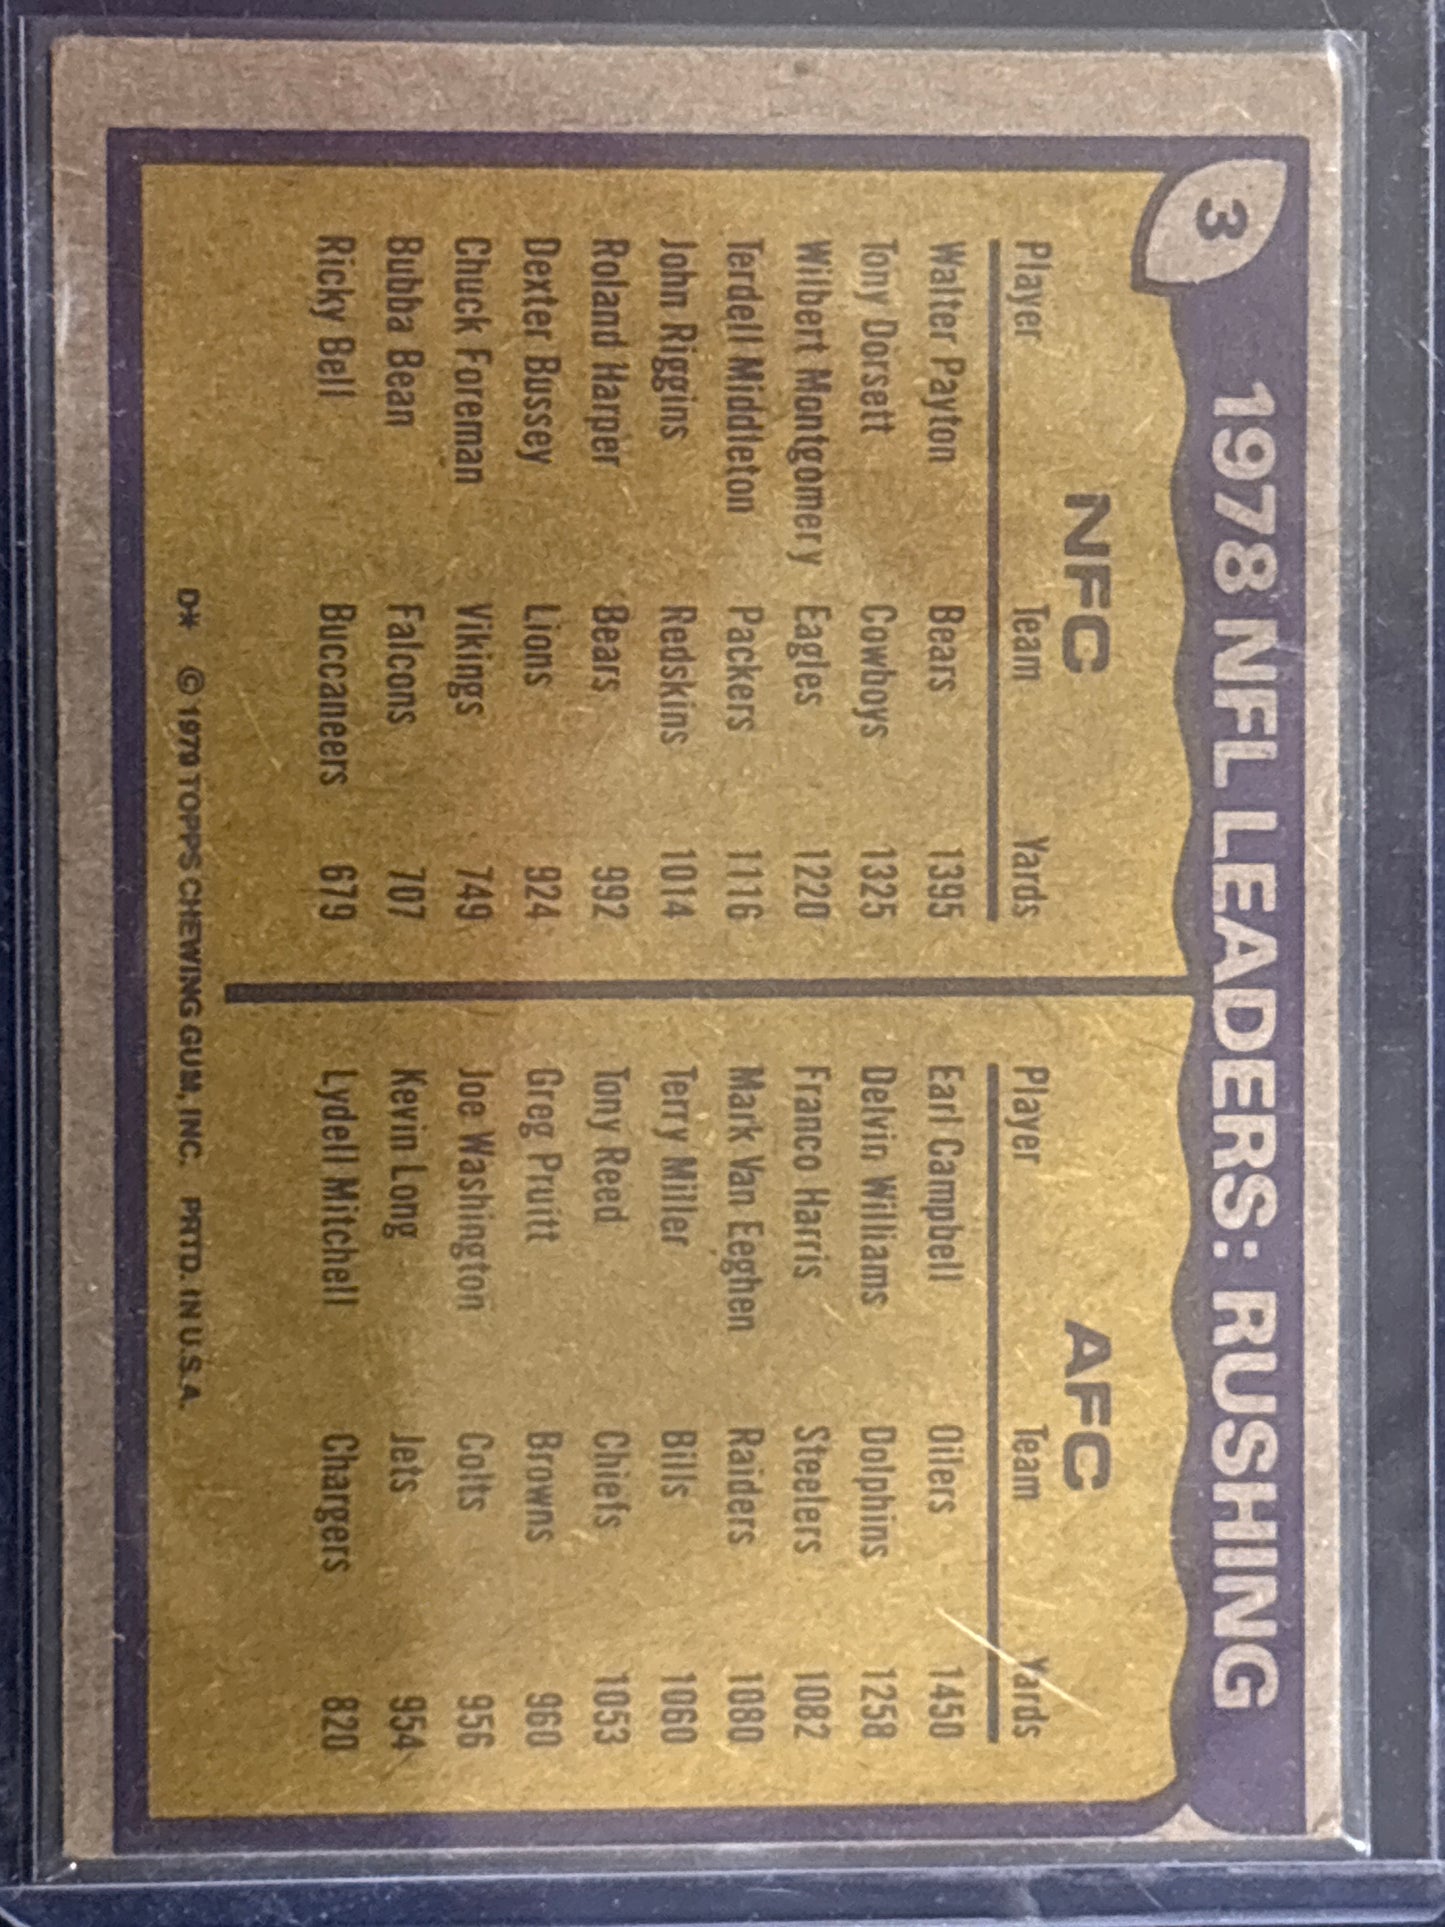 3
1978 NFL LEADERS: RUSHING
NFC
Player Team Yards
Walter Payton Bears 1395
Tony Dorsett Cowboys 1325
Wilbert Montgomery Eagles 1220
Terdell Middleton Packers 1116
John Riggins Redskins 1014
Roland Harper Bears 992
Dexter Bussey Lions 924
Chuck Foreman Vikings 749
Bubba Bean Falcons 707
Ricky Bell Buccaneers 679
AFC
Player Team Yards
Earl Campbell Oilers 1450
Delvin Williams Dolphins 1258
Franco Harris Steelers 1082
Mark Van Eeghen Raiders 1080
Terry Miller Bills 1060
Tony Reed Chiefs 1053
Greg Pruitt Browns 960
Joe Washington Colts 956
Kevin Long Jets 954
Lydell Mitchell Chargers 820
D* © 1979 TOPPS CHEWING GUM, INC. PRTD. IN U.S.A.